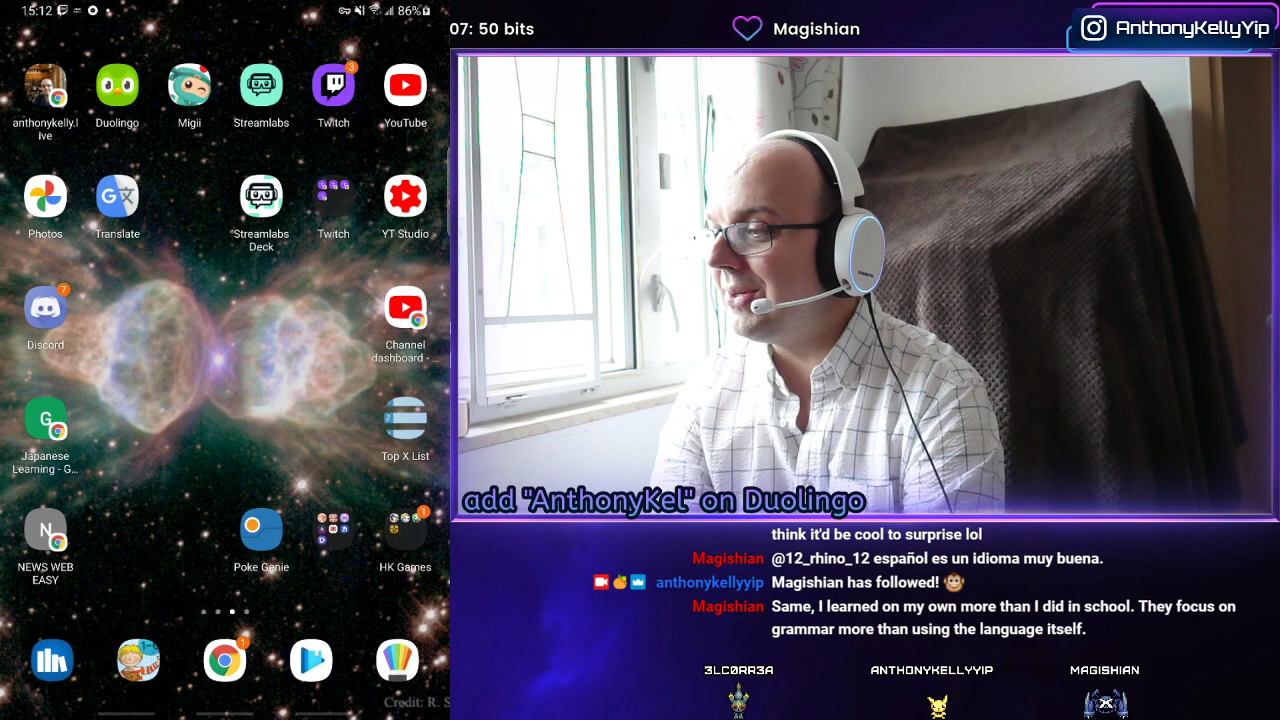 15:12
86%
anthonykelly.l
ive
Duolingo
Migii
Streamlabs
Twitch
YouTube
Photos
Translate
Streamlabs
Deck
Twitch
YT Studio
Discord
Channel
dashboard - ...
Japanese
Learning - G...
Top X List
NEWS WEB
EASY
Poke Genie
HK Games
Credit: R. S
07: 50 bits
Magishian
AnthonyKellyYip
add "AnthonyKel" on Duolingo
think it'd be cool to surprise lol
Magishian @12_rhino_12 español es un idioma muy buena.
anthonykellyyip Magishian has followed!
Magishian Same, I learned on my own more than I did in school. They focus on
grammar more than using the language itself.
3LC0RR3A
ANTHONYKELLYYIP
MAGISHIAN